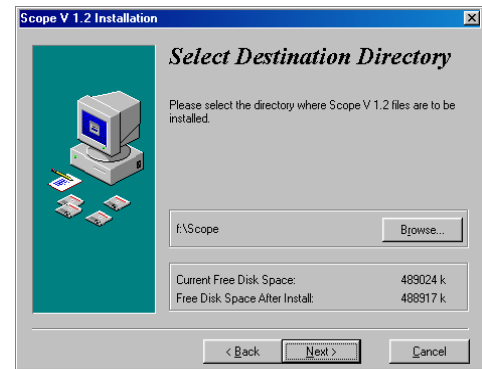 Scope V 1.2 Installation
Select Destination Directory
Please select the directory where Scope V 1.2 files are to be
installed.
f:\Scope
Browse...
Current Free Disk Space: 489024 k
Free Disk Space After Install: 488917 k
< Back
Next >
Cancel